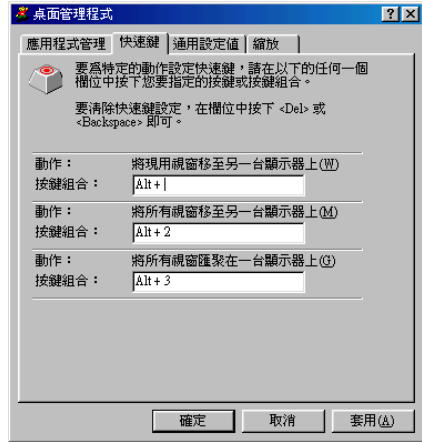 桌面管理程式
應用程式管理 快速鍵 通用設定値 縮放
要爲特定的動作設定快速鍵，請在以下的任何一個
欄位中按下您要指定的按鍵或按鍵組合。
要清除快速鍵設定，在欄位中按下 <Del> 或
<Backspace> 即可。
動作： 將現用視窗移至另一台顯示器上(W)
按鍵組合： Alt +
動作： 將所有視窗移至另一台顯示器上(M)
按鍵組合： Alt + 2
動作： 將所有視窗匯聚在一台顯示器上(G)
按鍵組合： Alt + 3
確定 取消 套用(A)